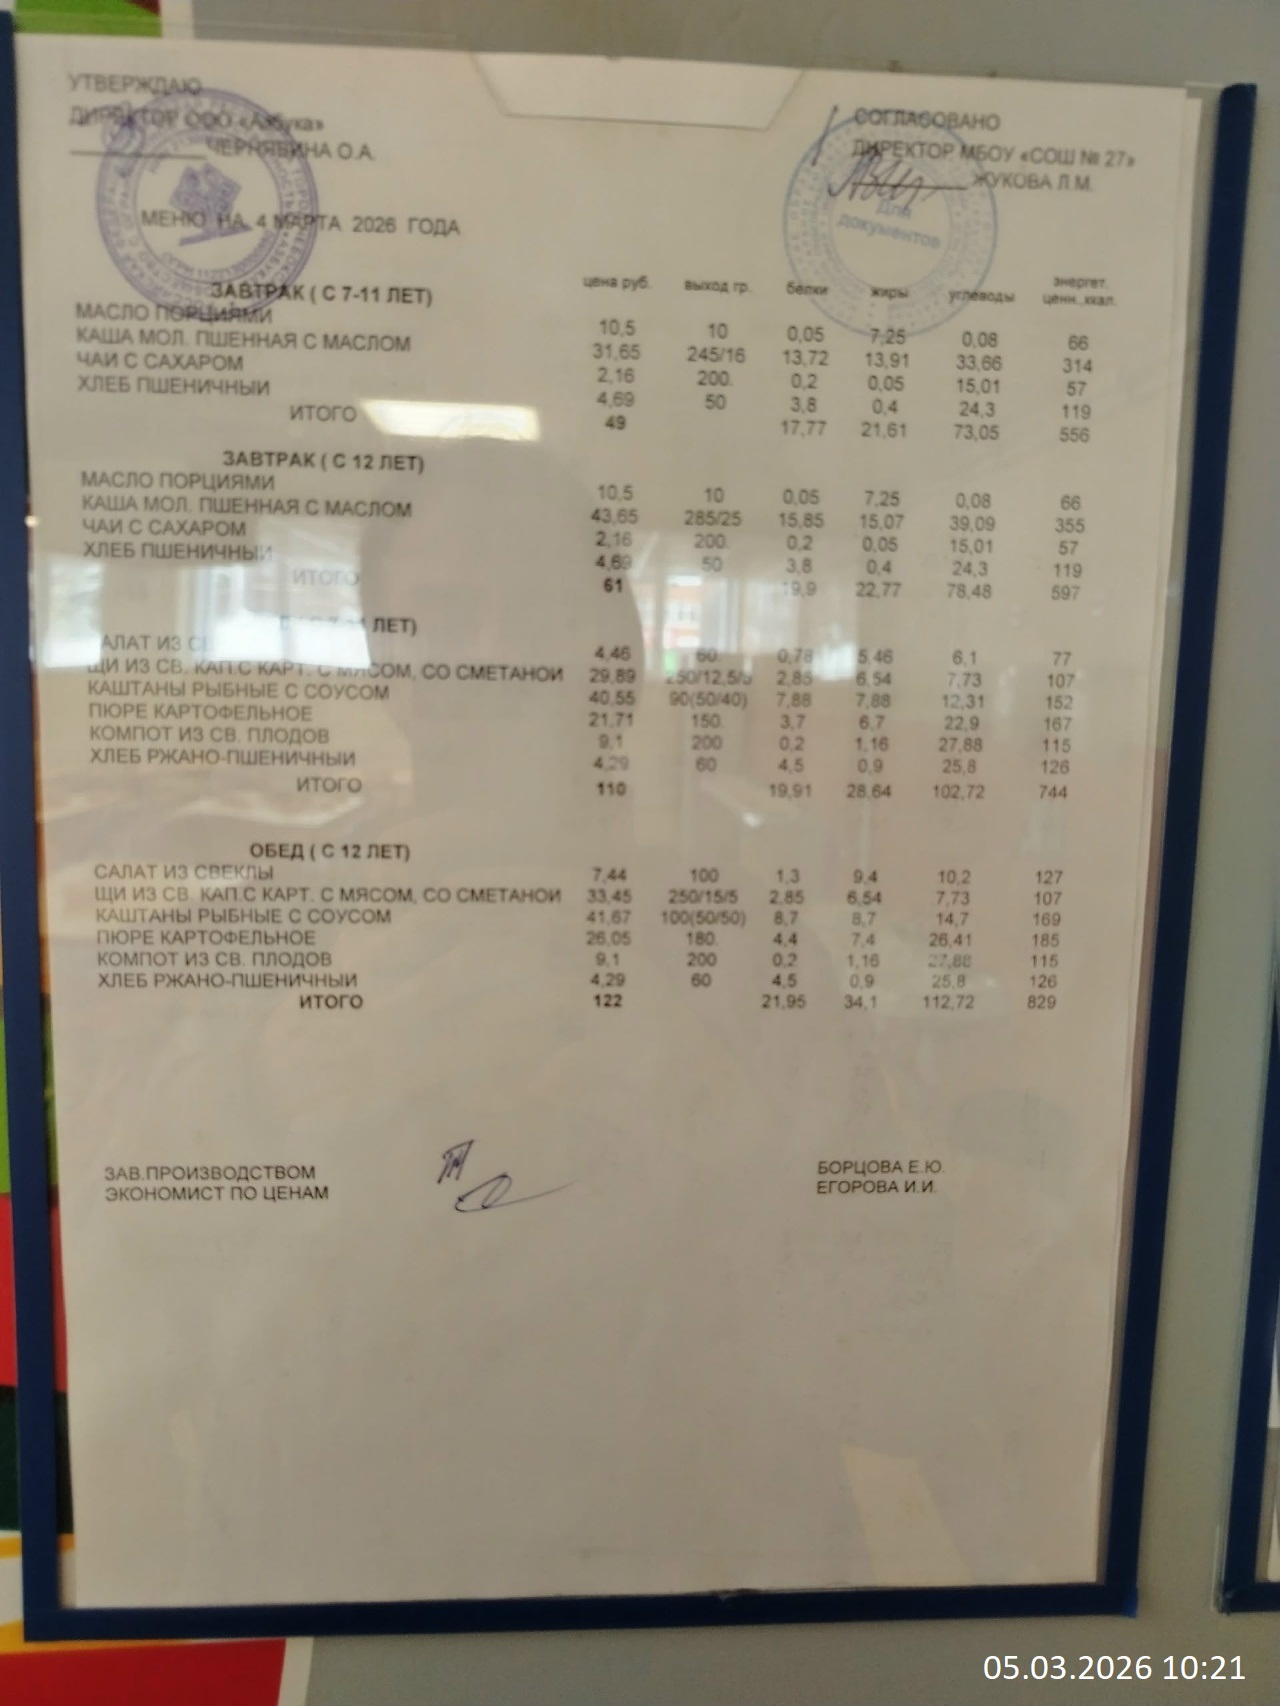 УТВЕРЖДАЮ
ДИРЕКТОР ООО «Азбука»
ЧЕРНЯВИНА О.А.
СОГЛАСОВАНО
ДИРЕКТОР МБОУ «СОШ № 27»
ЖУКОВА Л.М.
Для документов
МЕНЮ НА 4 МАРТА 2026 ГОДА
цена руб. выход гр. белки жиры углеводы энергет. ценн.,ккал.
ЗАВТРАК ( С 7-11 ЛЕТ)
МАСЛО ПОРЦИЯМИ 10,5 10 0,05 7,25 0,08 66
КАША МОЛ. ПШЕННАЯ С МАСЛОМ 31,65 245/16 13,72 13,91 33,66 314
ЧАЙ С САХАРОМ 2,16 200. 0,2 0,05 15,01 57
ХЛЕБ ПШЕНИЧНЫЙ 4,69 50 3,8 0,4 24,3 119
ИТОГО 49 17,77 21,61 73,05 556
ЗАВТРАК ( С 12 ЛЕТ)
МАСЛО ПОРЦИЯМИ 10,5 10 0,05 7,25 0,08 66
КАША МОЛ. ПШЕННАЯ С МАСЛОМ 43,65 285/25 15,85 15,07 39,09 355
ЧАЙ С САХАРОМ 2,16 200. 0,2 0,05 15,01 57
ХЛЕБ ПШЕНИЧНЫЙ 4,69 50 3,8 0,4 24,3 119
ИТОГО 61 19,9 22,77 78,48 597
ЛЕТ)
САЛАТ ИЗ 4,46 60. 0,78 5,46 6,1 77
ЩИ ИЗ СВ. КАП.С КАРТ. С МЯСОМ, СО СМЕТАНОЙ 29,89 250/12,5/5 2,85 6,54 7,73 107
КАШТАНЫ РЫБНЫЕ С СОУСОМ 40,55 90(50/40) 7,88 7,88 12,31 152
ПЮРЕ КАРТОФЕЛЬНОЕ 21,71 150. 3,7 6,7 22,9 167
КОМПОТ ИЗ СВ. ПЛОДОВ 9,1 200 0,2 1,16 27,88 115
ХЛЕБ РЖАНО-ПШЕНИЧНЫЙ 4,29 60 4,5 0,9 25,8 126
ИТОГО 110 19,91 28,64 102,72 744
ОБЕД ( С 12 ЛЕТ)
САЛАТ ИЗ СВЕКЛЫ 7,44 100 1,3 9,4 10,2 127
ЩИ ИЗ СВ. КАП.С КАРТ. С МЯСОМ, СО СМЕТАНОЙ 33,45 250/15/5 2,85 6,54 7,73 107
КАШТАНЫ РЫБНЫЕ С СОУСОМ 41,67 100(50/50) 8,7 8,7 14,7 169
ПЮРЕ КАРТОФЕЛЬНОЕ 26,05 180. 4,4 7,4 26,41 185
КОМПОТ ИЗ СВ. ПЛОДОВ 9,1 200 0,2 1,16 27,88 115
ХЛЕБ РЖАНО-ПШЕНИЧНЫЙ 4,29 60 4,5 0,9 25,8 126
ИТОГО 122 21,95 34,1 112,72 829
ЗАВ.ПРОИЗВОДСТВОМ БОРЦОВА Е.Ю.
ЭКОНОМИСТ ПО ЦЕНАМ ЕГОРОВА И.И.
05.03.2026 10:21